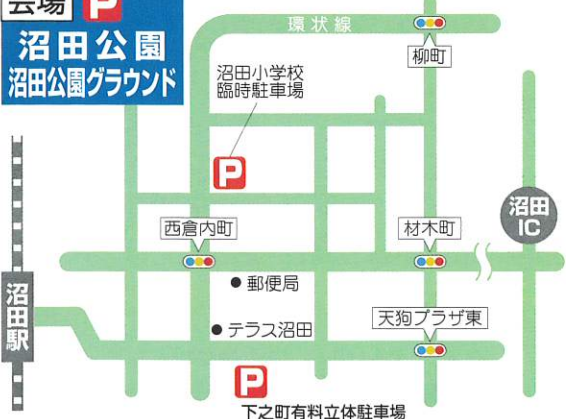 会場 P
沼田公園
沼田公園グラウンド
環状線
柳町
沼田小学校
臨時駐車場
P
沼田
IC
西倉内町
材木町
郵便局
沼田駅
テラス沼田
天狗プラザ東
P
下之町有料立体駐車場